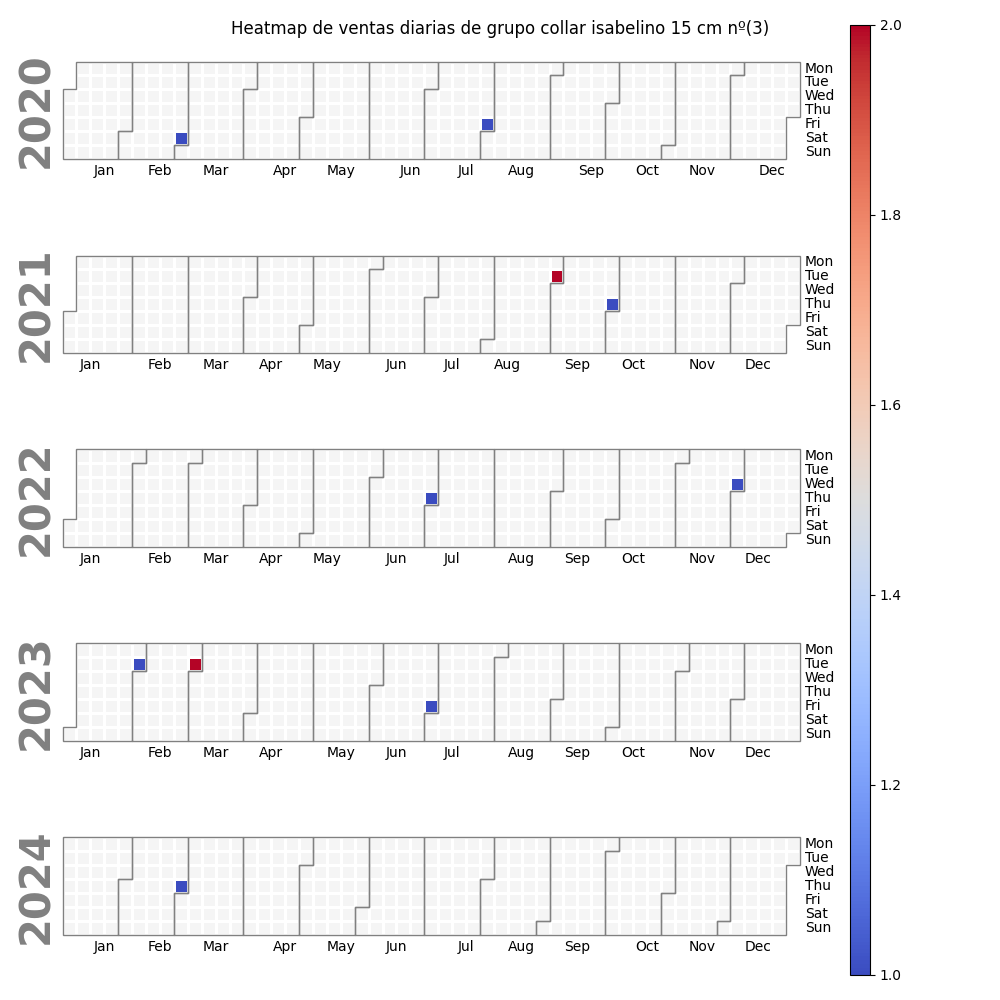 Heatmap de ventas diarias de grupo collar isabelino 15 cm nº(3)
2020
Mon
Tue
Wed
Thu
Fri
Sat
Sun
Jan Feb Mar Apr May Jun Jul Aug Sep Oct Nov Dec
2021
Mon
Tue
Wed
Thu
Fri
Sat
Sun
Jan Feb Mar Apr May Jun Jul Aug Sep Oct Nov Dec
2022
Mon
Tue
Wed
Thu
Fri
Sat
Sun
Jan Feb Mar Apr May Jun Jul Aug Sep Oct Nov Dec
2023
Mon
Tue
Wed
Thu
Fri
Sat
Sun
Jan Feb Mar Apr May Jun Jul Aug Sep Oct Nov Dec
2024
Mon
Tue
Wed
Thu
Fri
Sat
Sun
Jan Feb Mar Apr May Jun Jul Aug Sep Oct Nov Dec
2.0
1.8
1.6
1.4
1.2
1.0